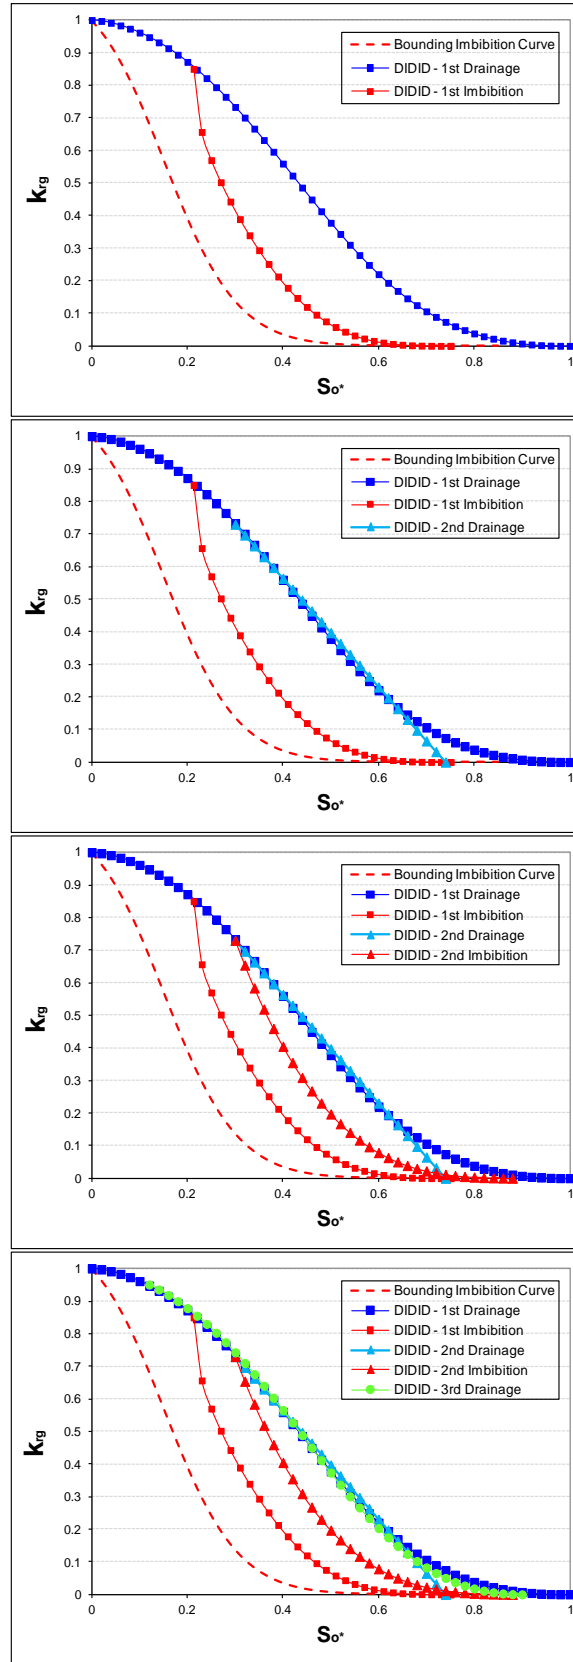 1
0.9
0.8
0.7
0.6
0.5
0.4
0.3
0.2
0.1
0
k_rg
Bounding Imbibition Curve
DIDID - 1st Drainage
DIDID - 1st Imbibition
0 0.2 0.4 0.6 0.8 1
So*
1
0.9
0.8
0.7
0.6
0.5
0.4
0.3
0.2
0.1
0
k_rg
Bounding Imbibition Curve
DIDID - 1st Drainage
DIDID - 1st Imbibition
DIDID - 2nd Drainage
0 0.2 0.4 0.6 0.8 1
So*
1
0.9
0.8
0.7
0.6
0.5
0.4
0.3
0.2
0.1
0
k_rg
Bounding Imbibition Curve
DIDID - 1st Drainage
DIDID - 1st Imbibition
DIDID - 2nd Drainage
DIDID - 2nd Imbibition
0 0.2 0.4 0.6 0.8 1
So*
1
0.9
0.8
0.7
0.6
0.5
0.4
0.3
0.2
0.1
0
k_rg
Bounding Imbibition Curve
DIDID - 1st Drainage
DIDID - 1st Imbibition
DIDID - 2nd Drainage
DIDID - 2nd Imbibition
DIDID - 3rd Drainage
0 0.2 0.4 0.6 0.8 1
So*